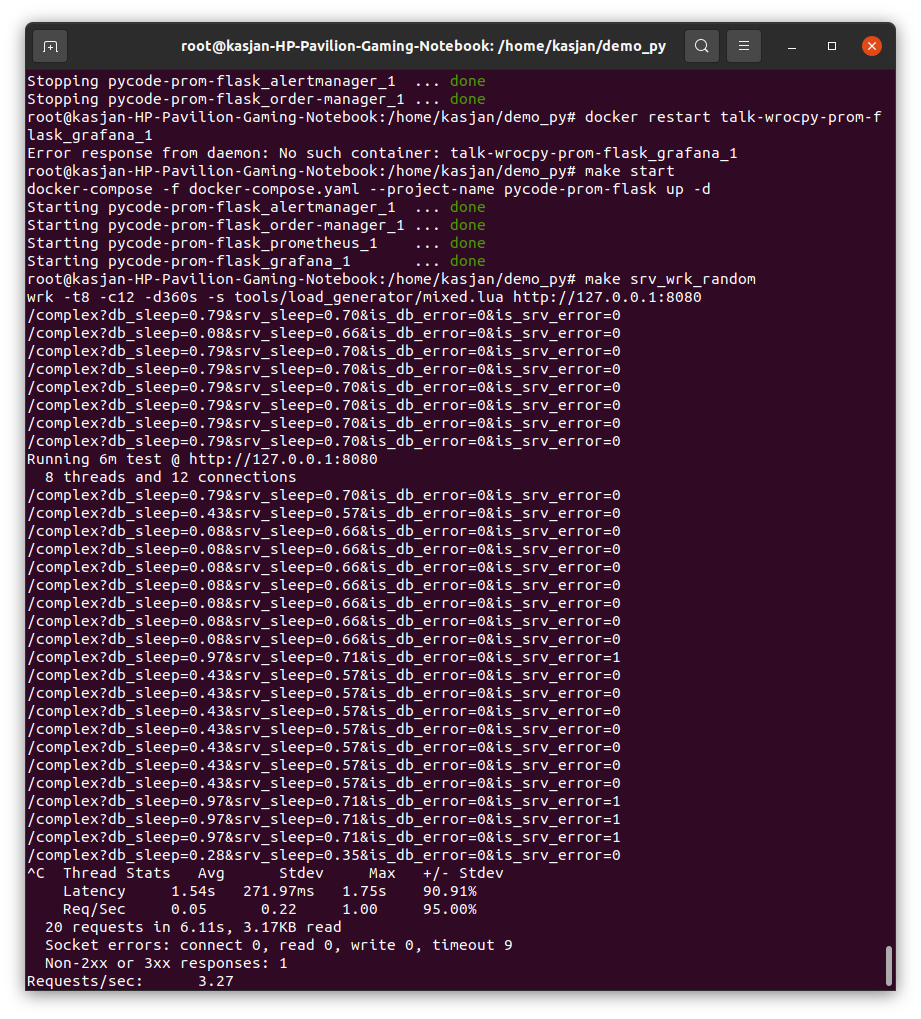 root@kasjan-HP-Pavilion-Gaming-Notebook: /home/kasjan/demo_py
Stopping pycode-prom-flask_alertmanager_1  ... done
Stopping pycode-prom-flask_order-manager_1 ... done
root@kasjan-HP-Pavilion-Gaming-Notebook:/home/kasjan/demo_py# docker restart talk-wrocpy-prom-f
lask_grafana_1
Error response from daemon: No such container: talk-wrocpy-prom-flask_grafana_1
root@kasjan-HP-Pavilion-Gaming-Notebook:/home/kasjan/demo_py# make start
docker-compose -f docker-compose.yaml --project-name pycode-prom-flask up -d
Starting pycode-prom-flask_alertmanager_1  ... done
Starting pycode-prom-flask_order-manager_1 ... done
Starting pycode-prom-flask_prometheus_1    ... done
Starting pycode-prom-flask_grafana_1       ... done
root@kasjan-HP-Pavilion-Gaming-Notebook:/home/kasjan/demo_py# make srv_wrk_random
wrk -t8 -c12 -d360s -s tools/load_generator/mixed.lua http://127.0.0.1:8080
/complex?db_sleep=0.79&srv_sleep=0.70&is_db_error=0&is_srv_error=0
/complex?db_sleep=0.08&srv_sleep=0.66&is_db_error=0&is_srv_error=0
/complex?db_sleep=0.79&srv_sleep=0.70&is_db_error=0&is_srv_error=0
/complex?db_sleep=0.79&srv_sleep=0.70&is_db_error=0&is_srv_error=0
/complex?db_sleep=0.79&srv_sleep=0.70&is_db_error=0&is_srv_error=0
/complex?db_sleep=0.79&srv_sleep=0.70&is_db_error=0&is_srv_error=0
/complex?db_sleep=0.79&srv_sleep=0.70&is_db_error=0&is_srv_error=0
/complex?db_sleep=0.79&srv_sleep=0.70&is_db_error=0&is_srv_error=0
Running 6m test @ http://127.0.0.1:8080
  8 threads and 12 connections
/complex?db_sleep=0.79&srv_sleep=0.70&is_db_error=0&is_srv_error=0
/complex?db_sleep=0.43&srv_sleep=0.57&is_db_error=0&is_srv_error=0
/complex?db_sleep=0.08&srv_sleep=0.66&is_db_error=0&is_srv_error=0
/complex?db_sleep=0.08&srv_sleep=0.66&is_db_error=0&is_srv_error=0
/complex?db_sleep=0.08&srv_sleep=0.66&is_db_error=0&is_srv_error=0
/complex?db_sleep=0.08&srv_sleep=0.66&is_db_error=0&is_srv_error=0
/complex?db_sleep=0.08&srv_sleep=0.66&is_db_error=0&is_srv_error=0
/complex?db_sleep=0.08&srv_sleep=0.66&is_db_error=0&is_srv_error=0
/complex?db_sleep=0.08&srv_sleep=0.66&is_db_error=0&is_srv_error=0
/complex?db_sleep=0.97&srv_sleep=0.71&is_db_error=0&is_srv_error=1
/complex?db_sleep=0.43&srv_sleep=0.57&is_db_error=0&is_srv_error=0
/complex?db_sleep=0.43&srv_sleep=0.57&is_db_error=0&is_srv_error=0
/complex?db_sleep=0.43&srv_sleep=0.57&is_db_error=0&is_srv_error=0
/complex?db_sleep=0.43&srv_sleep=0.57&is_db_error=0&is_srv_error=0
/complex?db_sleep=0.43&srv_sleep=0.57&is_db_error=0&is_srv_error=0
/complex?db_sleep=0.43&srv_sleep=0.57&is_db_error=0&is_srv_error=0
/complex?db_sleep=0.43&srv_sleep=0.57&is_db_error=0&is_srv_error=0
/complex?db_sleep=0.97&srv_sleep=0.71&is_db_error=0&is_srv_error=1
/complex?db_sleep=0.97&srv_sleep=0.71&is_db_error=0&is_srv_error=1
/complex?db_sleep=0.97&srv_sleep=0.71&is_db_error=0&is_srv_error=1
/complex?db_sleep=0.28&srv_sleep=0.35&is_db_error=0&is_srv_error=0
^C  Thread Stats   Avg      Stdev     Max   +/- Stdev
    Latency     1.54s   271.97ms   1.75s    90.91%
    Req/Sec     0.05      0.22     1.00     95.00%
  20 requests in 6.11s, 3.17KB read
  Socket errors: connect 0, read 0, write 0, timeout 9
  Non-2xx or 3xx responses: 1
Requests/sec:      3.27